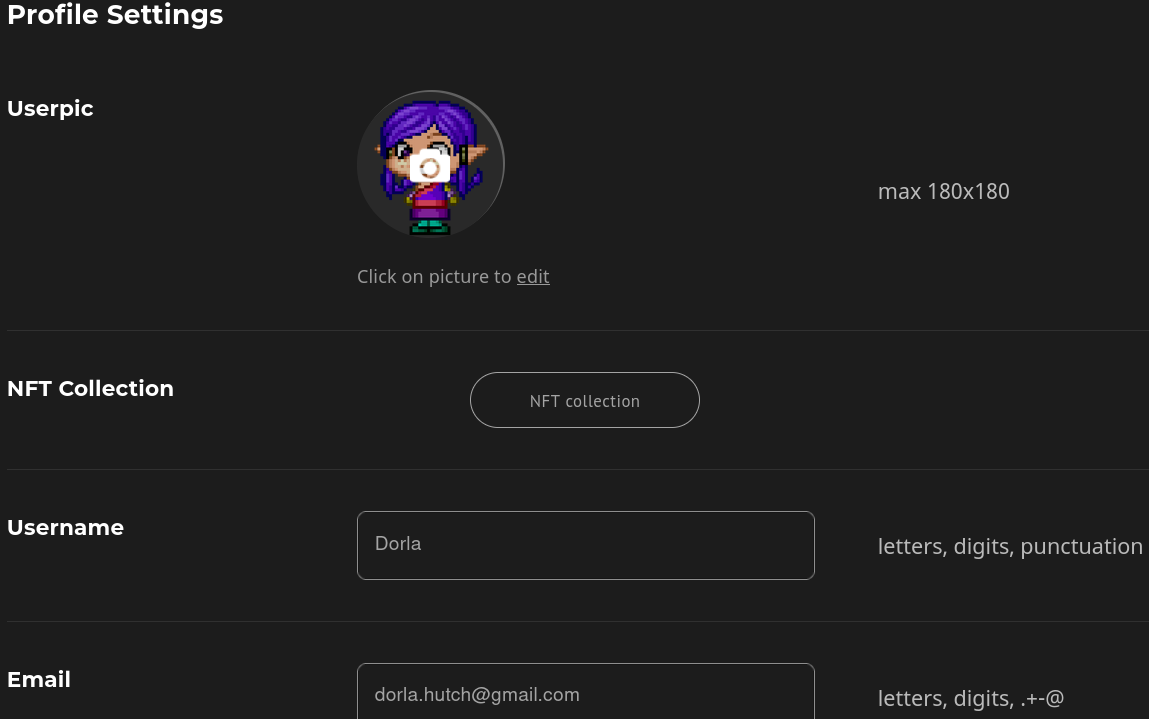 Profile Settings
Userpic
max 180x180
Click on picture to edit
NFT Collection
NFT collection
Username
Dorla
letters, digits, punctuation
Email
dorla.hutch@gmail.com
letters, digits, .+-@